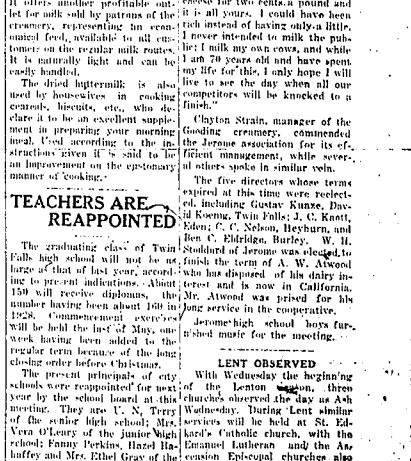 It offers another profitable out-
let for milk sold by patrons of the
creamery, representing an econ-
omical feed, available to all cus-
tomers on the regular milk routes.
It is naturally light and can be
easily handled.
The dried buttermilk is also
used by housewives in cooking
cereals, biscuits, etc., who de-
clare it to be an excellent supple-
ment in preparing your morning
meal. Used according to the in-
structions given it is said to be
an improvement on the customary
manner of cooking.
TEACHERS ARE
REAPPOINTED
The graduating class of Twin
Falls high school will not be as
large as that of last year, accord-
ing to present indications. About
150 will receive diplomas, the
number having been about 160 in
1928. Commencement exercises
will be held the last of May, one
week having been added to the
regular term because of the long
closing order before Christmas.
The present principals of city
schools were reappointed for next
year by the school board at this
meeting. They are U. N. Terry
of the senior high school; Mrs.
Vera O'Leary of the junior high
school; Fanny Perkins, Hazel Ha-
haffey and Mrs. Ethel Gray of the
cheese for two cents a pound and
it is all yours. I could have been
rich instead of having only a little.
I never intended to milk the pub-
lic; I milk my own cows, and while
I am 70 years old and have spent
my life for this, I only hope I will
live to see the day when all our
competitors will be knocked to a
finish."
Clayton Strain, manager of the
Gooding creamery, commended
the Jerome association for its ef-
ficient management, while sever-
al others spoke in similar vein.
The five directors whose terms
expired at this time were reelect-
ed, including Gustav Kunze, Dav-
id Koenig, Twin Falls; J. C. Knott,
Eden; C. C. Nelson, Heyburn, and
Ben C. Eldridge, Burley. W. H.
Stoddard of Jerome was elected to
finish the term of A. W. Atwood
who has disposed of his dairy in-
terest and is now in California.
Mr. Atwood was prised for his
long service in the cooperative.
Jerome high school boys fur-
nished music for the meeting.
LENT OBSERVED
With Wednesday the beginning
of the Lenton season, three
churches observed the day as Ash
Wednesday. During Lent similar
services will be held at St. Ed-
kard's Catholic church, with the
Emanuel Lutheran and the As-
cension Episcopal churches also